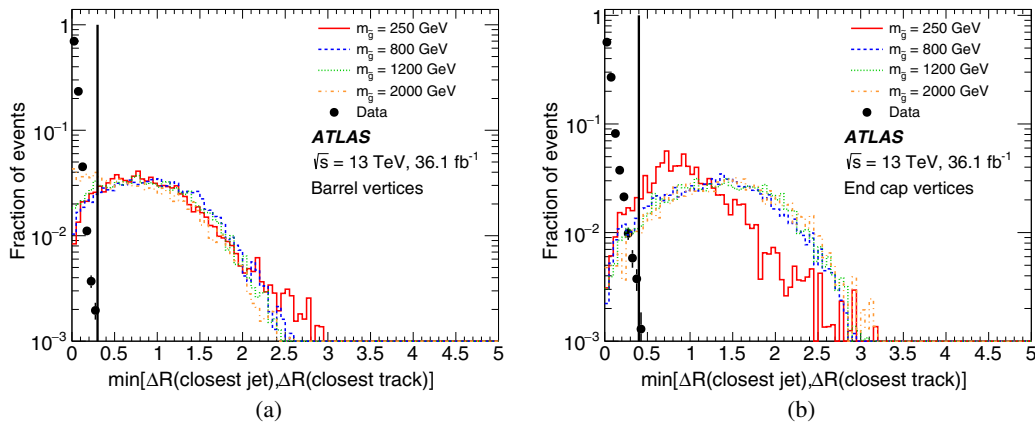 1
10⁻¹
10⁻²
10⁻³
Fraction of events
0 0.5 1 1.5 2 2.5 3 3.5 4 4.5 5
min[ΔR(closest jet),ΔR(closest track)]
m_g̃ = 250 GeV
m_g̃ = 800 GeV
m_g̃ = 1200 GeV
m_g̃ = 2000 GeV
Data
ATLAS
√s = 13 TeV, 36.1 fb⁻¹
Barrel vertices
(a)
1
10⁻¹
10⁻²
10⁻³
Fraction of events
0 0.5 1 1.5 2 2.5 3 3.5 4 4.5 5
min[ΔR(closest jet),ΔR(closest track)]
m_g̃ = 250 GeV
m_g̃ = 800 GeV
m_g̃ = 1200 GeV
m_g̃ = 2000 GeV
Data
ATLAS
√s = 13 TeV, 36.1 fb⁻¹
End cap vertices
(b)